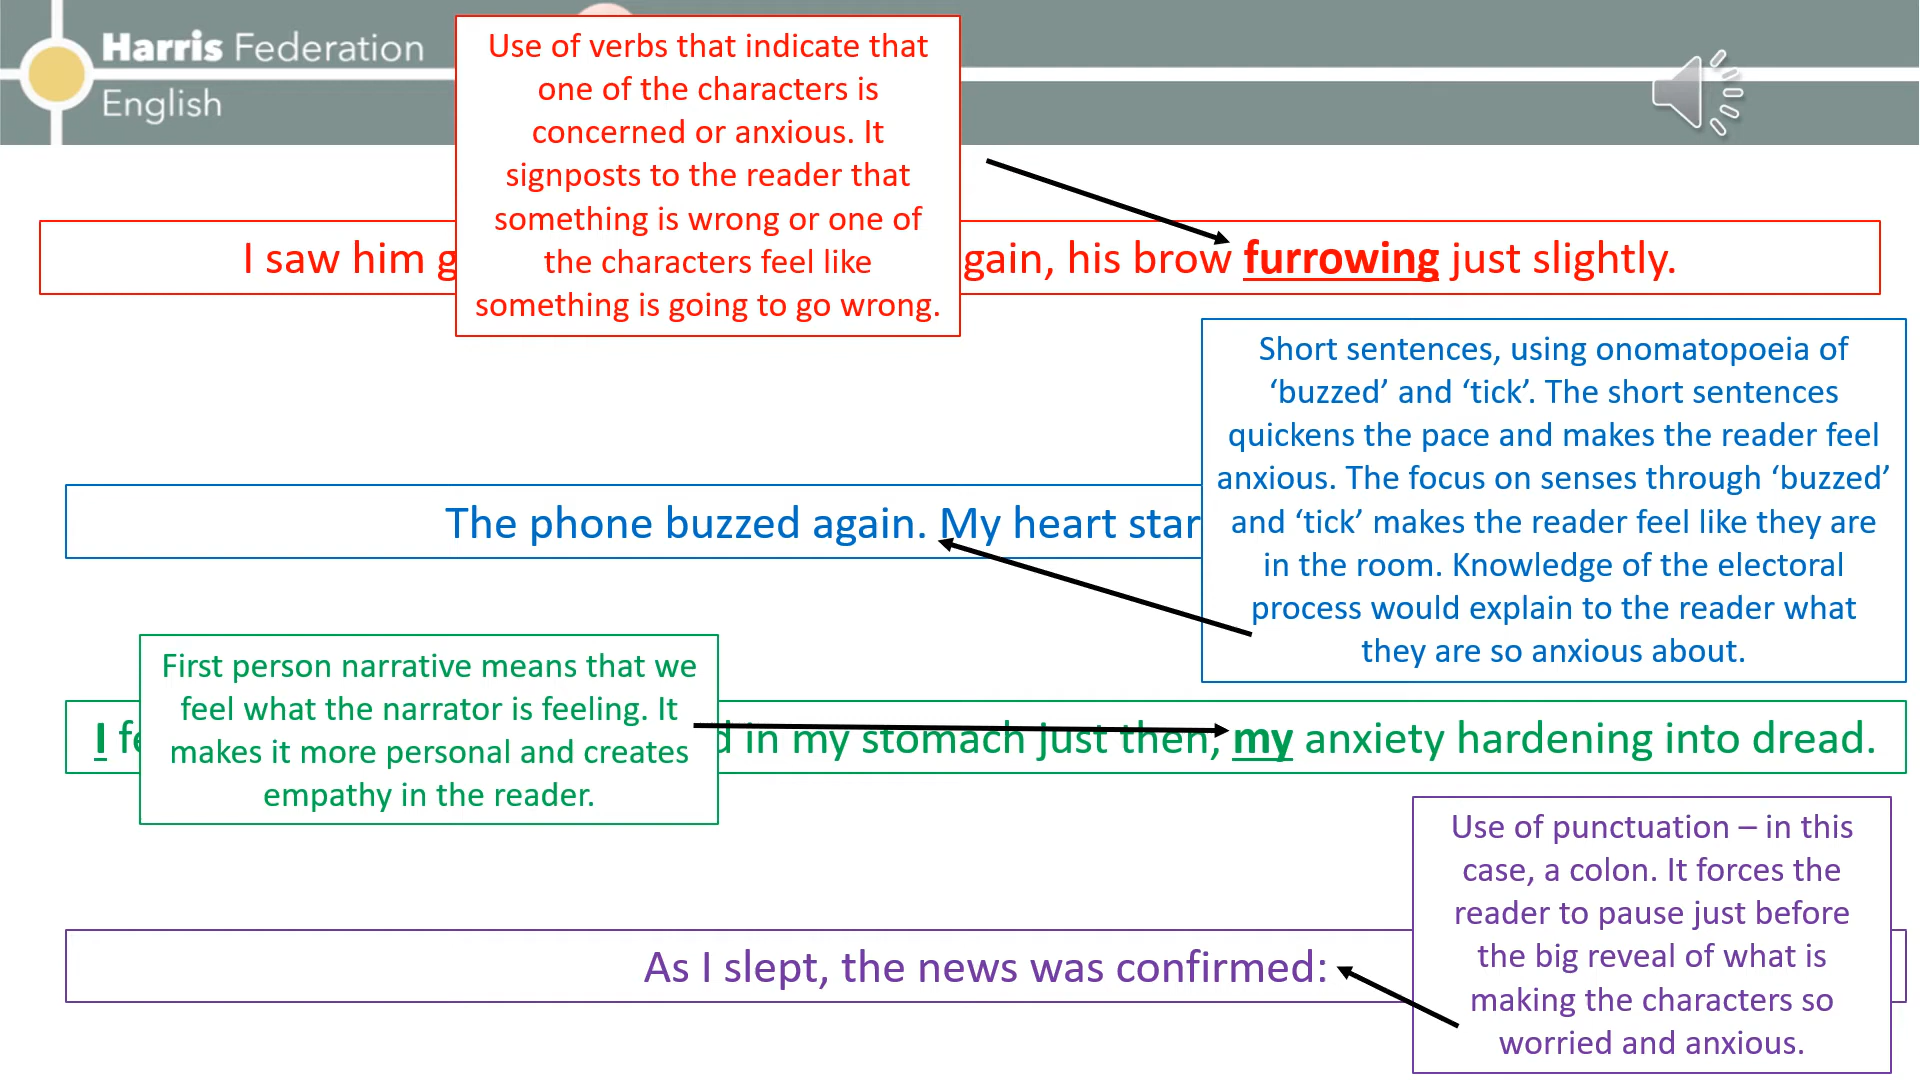 Harris Federation
English
Use of verbs that indicate that
one of the characters is
concerned or anxious. It
signposts to the reader that
something is wrong or one of
the characters feel like
something is going to go wrong.
I saw him g
gain, his brow furrowing just slightly.
Short sentences, using onomatopoeia of
‘buzzed’ and ‘tick’. The short sentences
quickens the pace and makes the reader feel
anxious. The focus on senses through ‘buzzed’
and ‘tick’ makes the reader feel like they are
in the room. Knowledge of the electoral
process would explain to the reader what
they are so anxious about.
The phone buzzed again. My heart star
First person narrative means that we
feel what the narrator is feeling. It
makes it more personal and creates
empathy in the reader.
I fe
d in my stomach just then, my anxiety hardening into dread.
Use of punctuation – in this
case, a colon. It forces the
reader to pause just before
the big reveal of what is
making the characters so
worried and anxious.
As I slept, the news was confirmed: